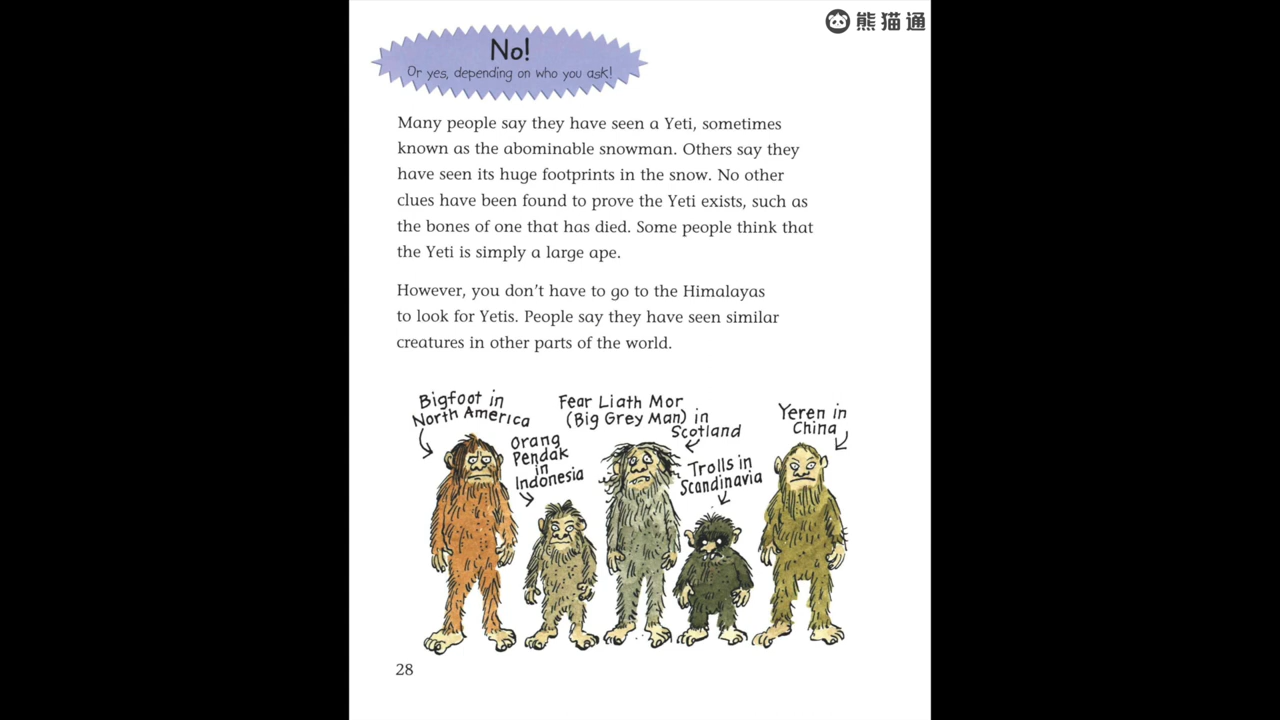 熊猫通
No!
Or yes, depending on who you ask!
Many people say they have seen a Yeti, sometimes
known as the abominable snowman. Others say they
have seen its huge footprints in the snow. No other
clues have been found to prove the Yeti exists, such as
the bones of one that has died. Some people think that
the Yeti is simply a large ape.
However, you don't have to go to the Himalayas
to look for Yetis. People say they have seen similar
creatures in other parts of the world.
Bigfoot in
North America
Orang
Pendak
in
Indonesia
Fear Liath Mor
(Big Grey Man) in
Scotland
Trolls in
Scandinavia
Yeren in
China
28